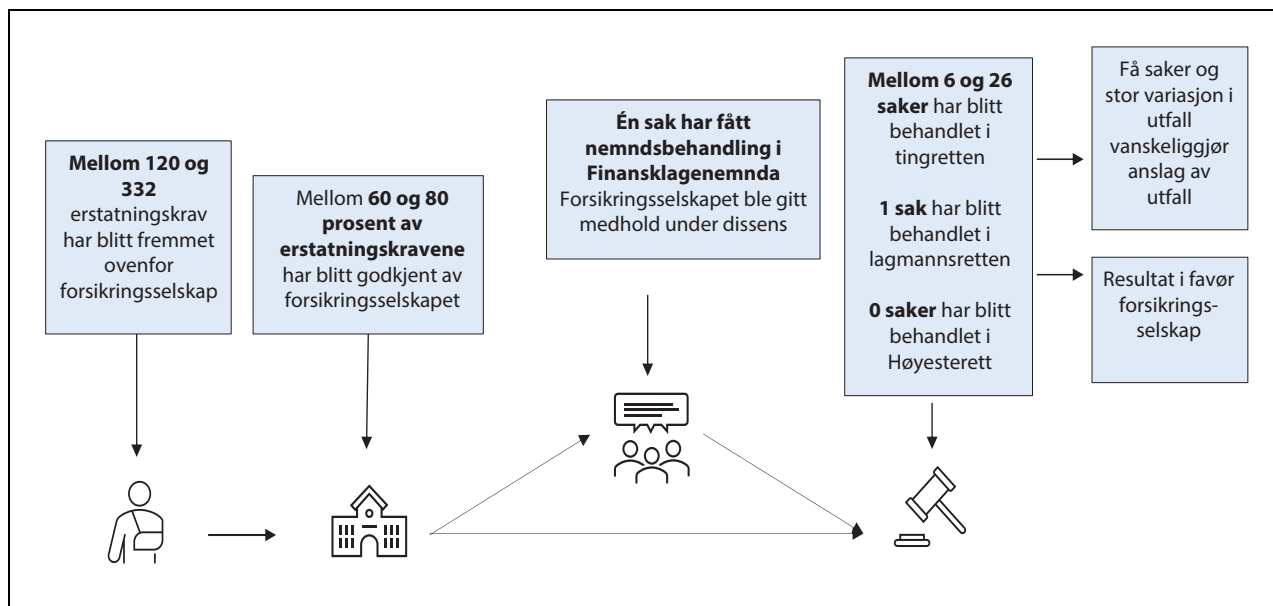 Mellom 120 og
332
erstatningskrav
har blitt fremmet
ovenfor
forsikringsselskap
Mellom 60 og 80
prosent av
erstatningskravene
har blitt godkjent av
forsikringsselskapet
Én sak har fått
nemndsbehandling i
Finansklagenemnda
Forsikringsselskapet ble gitt
medhold under dissens
Mellom 6 og 26
saker har blitt
behandlet i
tingretten
1 sak har blitt
behandlet i
lagmannsretten
0 saker har blitt
behandlet i
Høyesterett
Få saker og
stor variasjon i
utfall
vanskeliggjør
anslag av
utfall
Resultat i favør
forsikrings-
selskap